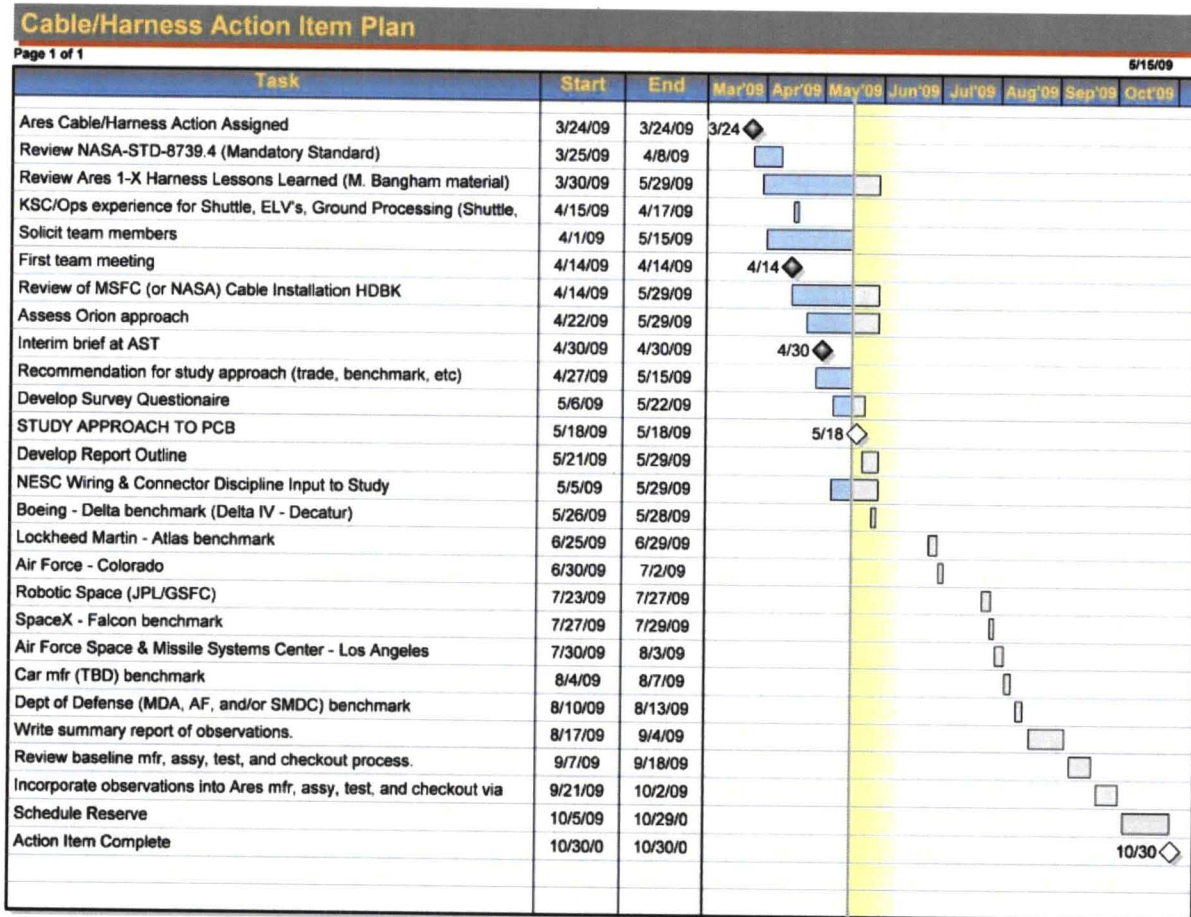 Cable/Harness Action Item Plan
Page 1 of 1
5/15/09
Task Start End Mar'09 Apr'09 May'09 Jun'09 Jul'09 Aug'09 Sep'09 Oct'09
Ares Cable/Harness Action Assigned 3/24/09 3/24/09 3/24
Review NASA-STD-8739.4 (Mandatory Standard) 3/25/09 4/8/09
Review Ares 1-X Harness Lessons Learned (M. Bangham material) 3/30/09 5/29/09
KSC/Ops experience for Shuttle, ELV's, Ground Processing (Shuttle, 4/15/09 4/17/09
Solicit team members 4/1/09 5/15/09
First team meeting 4/14/09 4/14/09 4/14
Review of MSFC (or NASA) Cable Installation HDBK 4/14/09 5/29/09
Assess Orion approach 4/22/09 5/29/09
Interim brief at AST 4/30/09 4/30/09 4/30
Recommendation for study approach (trade, benchmark, etc) 4/27/09 5/15/09
Develop Survey Questionaire 5/6/09 5/22/09
STUDY APPROACH TO PCB 5/18/09 5/18/09 5/18
Develop Report Outline 5/21/09 5/29/09
NESC Wiring & Connector Discipline Input to Study 5/5/09 5/29/09
Boeing - Delta benchmark (Delta IV - Decatur) 5/26/09 5/28/09
Lockheed Martin - Atlas benchmark 6/25/09 6/29/09
Air Force - Colorado 6/30/09 7/2/09
Robotic Space (JPL/GSFC) 7/23/09 7/27/09
SpaceX - Falcon benchmark 7/27/09 7/29/09
Air Force Space & Missile Systems Center - Los Angeles 7/30/09 8/3/09
Car mfr (TBD) benchmark 8/4/09 8/7/09
Dept of Defense (MDA, AF, and/or SMDC) benchmark 8/10/09 8/13/09
Write summary report of observations. 8/17/09 9/4/09
Review baseline mfr, assy, test, and checkout process. 9/7/09 9/18/09
Incorporate observations into Ares mfr, assy, test, and checkout via 9/21/09 10/2/09
Schedule Reserve 10/5/09 10/29/0
Action Item Complete 10/30/0 10/30/0 10/30